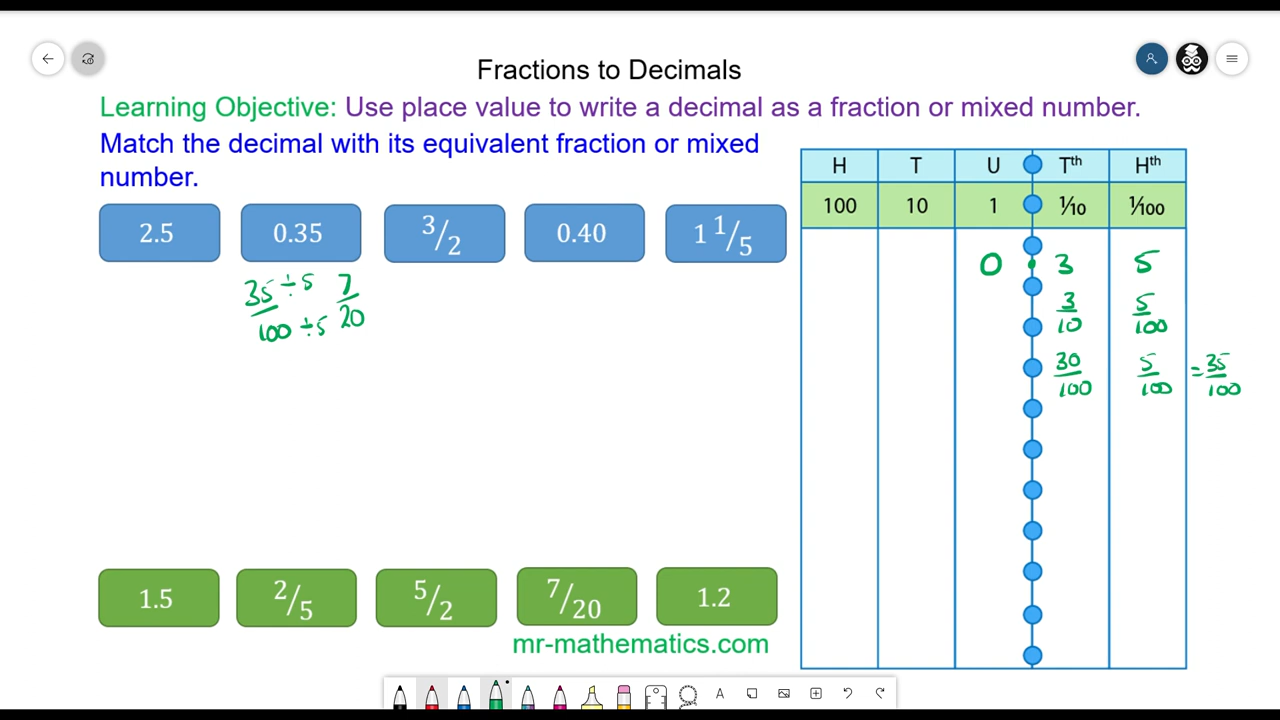 Fractions to Decimals
Learning Objective: Use place value to write a decimal as a fraction or mixed number.
Match the decimal with its equivalent fraction or mixed
number.
2.5 0.35 3/2 0.40 1 1/5
35/100 ÷5 ÷5 7/20
H T U Tth Hth
100 10 1 1/10 1/100
0 . 3 5
3/10 5/100
30/100 5/100 = 35/100
1.5 2/5 5/2 7/20 1.2
mr-mathematics.com
A